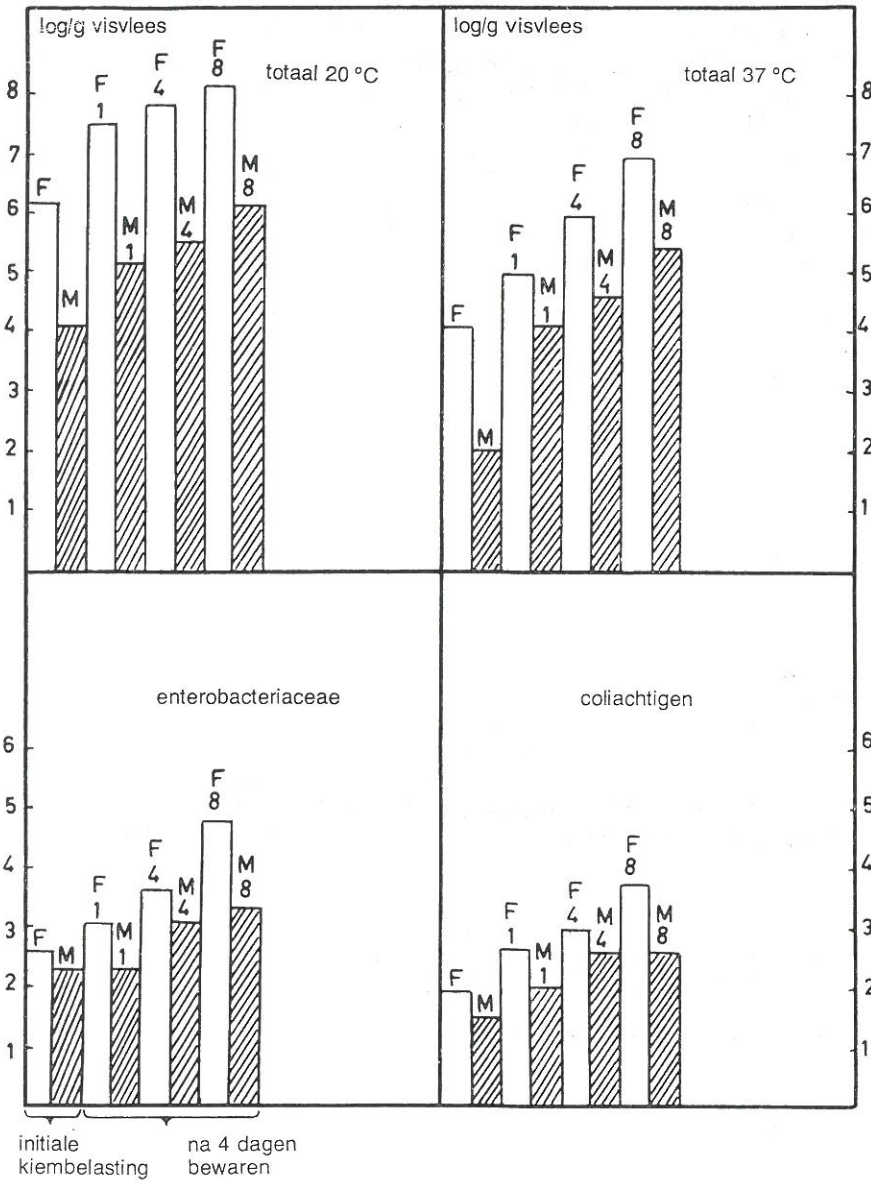 log/g visvlees
totaal 20 °C
F
M
F
1
M
1
F
4
M
4
F
8
M
8
8
7
6
5
4
3
2
1
log/g visvlees
totaal 37 °C
F
M
F
1
M
1
F
4
M
4
F
8
M
8
8
7
6
5
4
3
2
1
enterobacteriaceae
F
M
F
1
M
1
F
4
M
4
F
8
M
8
6
5
4
3
2
1
coliachtigen
F
M
F
1
M
1
F
4
M
4
F
8
M
8
6
5
4
3
2
1
initiale
kiembelasting
na 4 dagen
bewaren